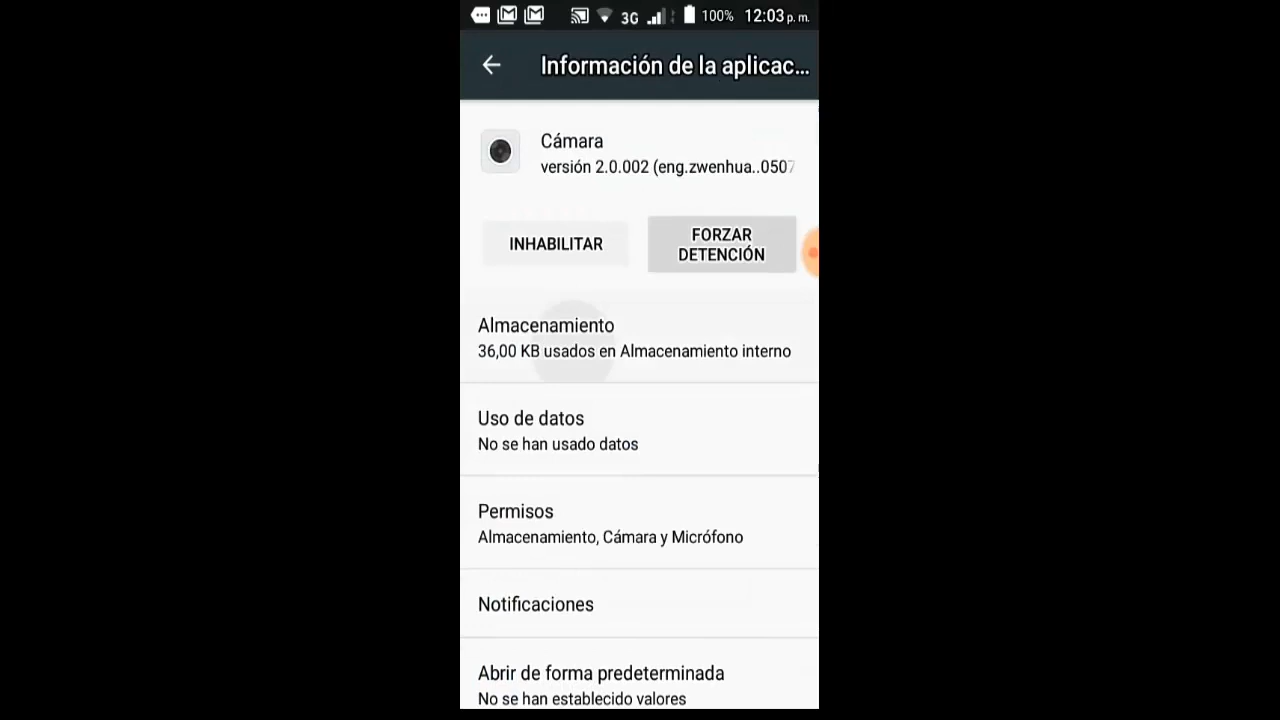 3G 100% 12:03 p. m.
Información de la aplicac...
Cámara
versión 2.0.002 (eng.zwenhua..0507
INHABILITAR
FORZAR
DETENCIÓN
Almacenamiento
36,00 KB usados en Almacenamiento interno
Uso de datos
No se han usado datos
Permisos
Almacenamiento, Cámara y Micrófono
Notificaciones
Abrir de forma predeterminada
No se han establecido valores